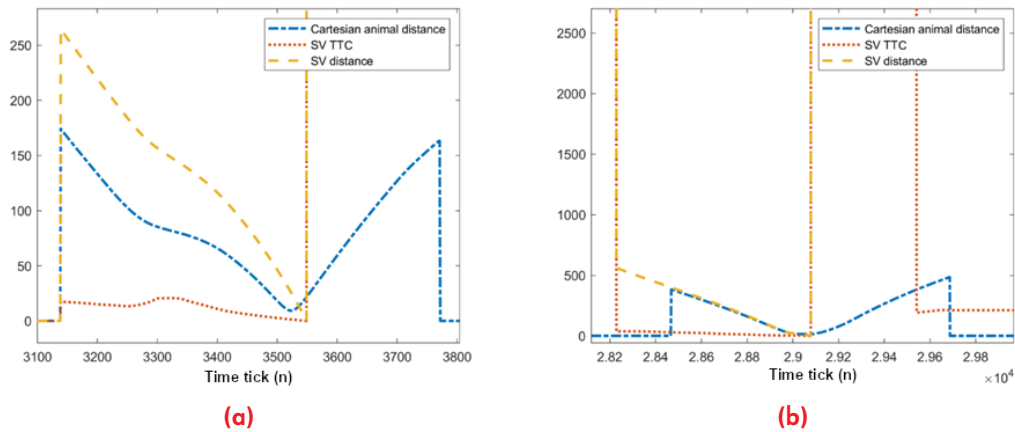 250
200
150
100
50
0
3100 3200 3300 3400 3500 3600 3700 3800
Time tick (n)
Cartesian animal distance
SV TTC
SV distance
(a)
2500
2000
1500
1000
500
0
2.82 2.84 2.86 2.88 2.9 2.92 2.94 2.96 2.98
Time tick (n)
×10⁴
Cartesian animal distance
SV TTC
SV distance
(b)